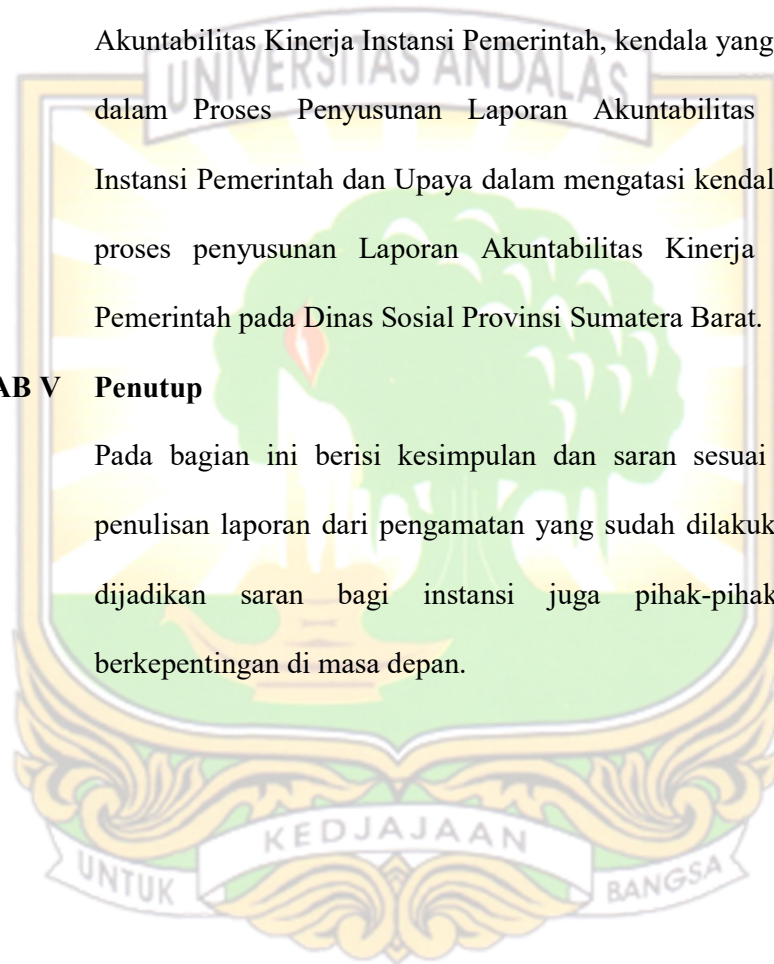 UNIVERSITAS ANDALAS
Akuntabilitas Kinerja Instansi Pemerintah, kendala yang
dalam Proses Penyusunan Laporan Akuntabilitas
Instansi Pemerintah dan Upaya dalam mengatasi
proses penyusunan Laporan Akuntabilitas Kinerja
Pemerintah pada Dinas Sosial Provinsi Sumatera Barat.
V Penutup
Pada bagian ini berisi kesimpulan dan saran sesuai
penulisan laporan dari pengamatan yang sudah
dijadikan saran bagi instansi juga pihak-pihak
berkepentingan di masa depan.
UNTUK KEDJAJAAN BANGSA